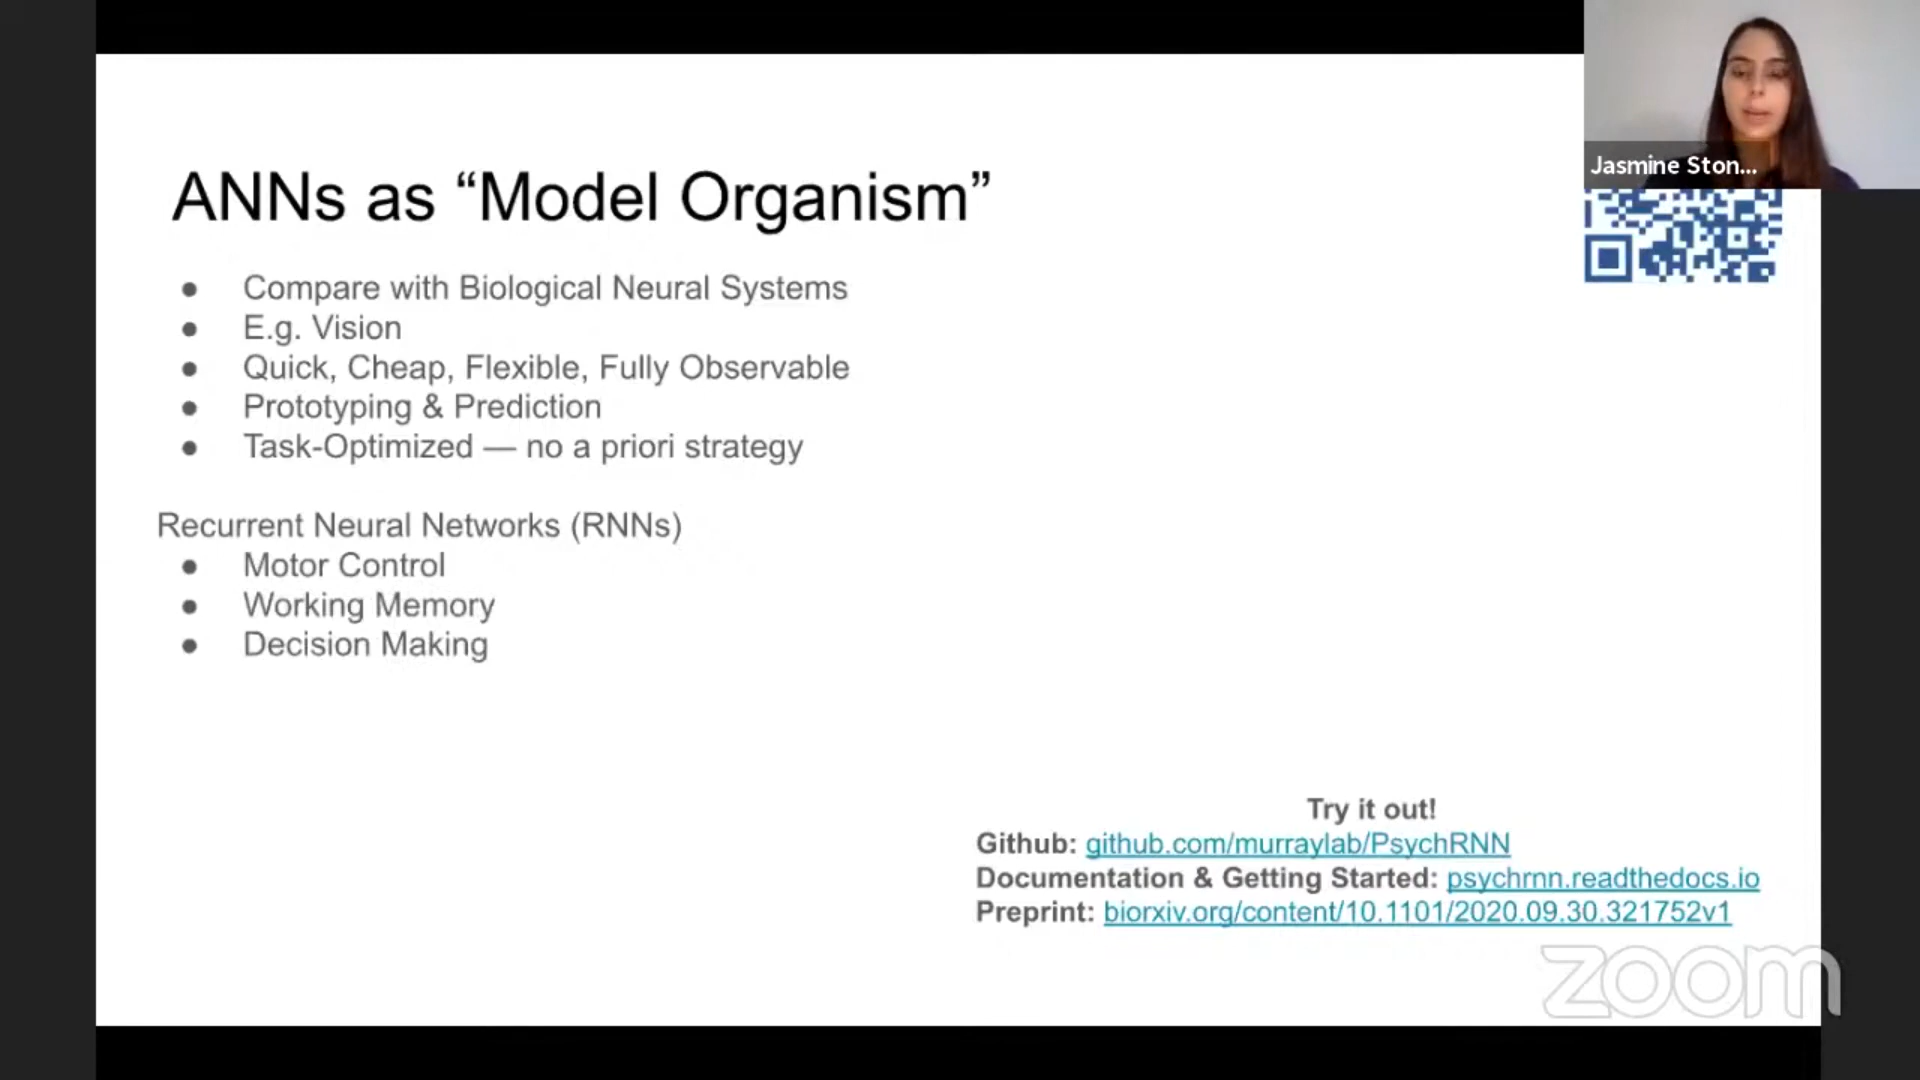 Jasmine Ston...
ANNs as “Model Organism”
● Compare with Biological Neural Systems
● E.g. Vision
● Quick, Cheap, Flexible, Fully Observable
● Prototyping & Prediction
● Task-Optimized — no a priori strategy
Recurrent Neural Networks (RNNs)
● Motor Control
● Working Memory
● Decision Making
Try it out!
Github: github.com/murraylab/PsychRNN
Documentation & Getting Started: psychrnn.readthedocs.io
Preprint: biorxiv.org/content/10.1101/2020.09.30.321752v1
zoom